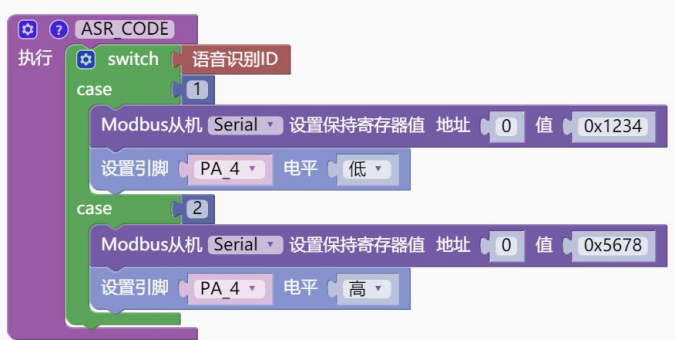 ASR_CODE
执行 switch 语音识别ID
case 1
Modbus从机 Serial 设置保持寄存器值 地址 0 值 0x1234
设置引脚 PA_4 电平 低
case 2
Modbus从机 Serial 设置保持寄存器值 地址 0 值 0x5678
设置引脚 PA_4 电平 高